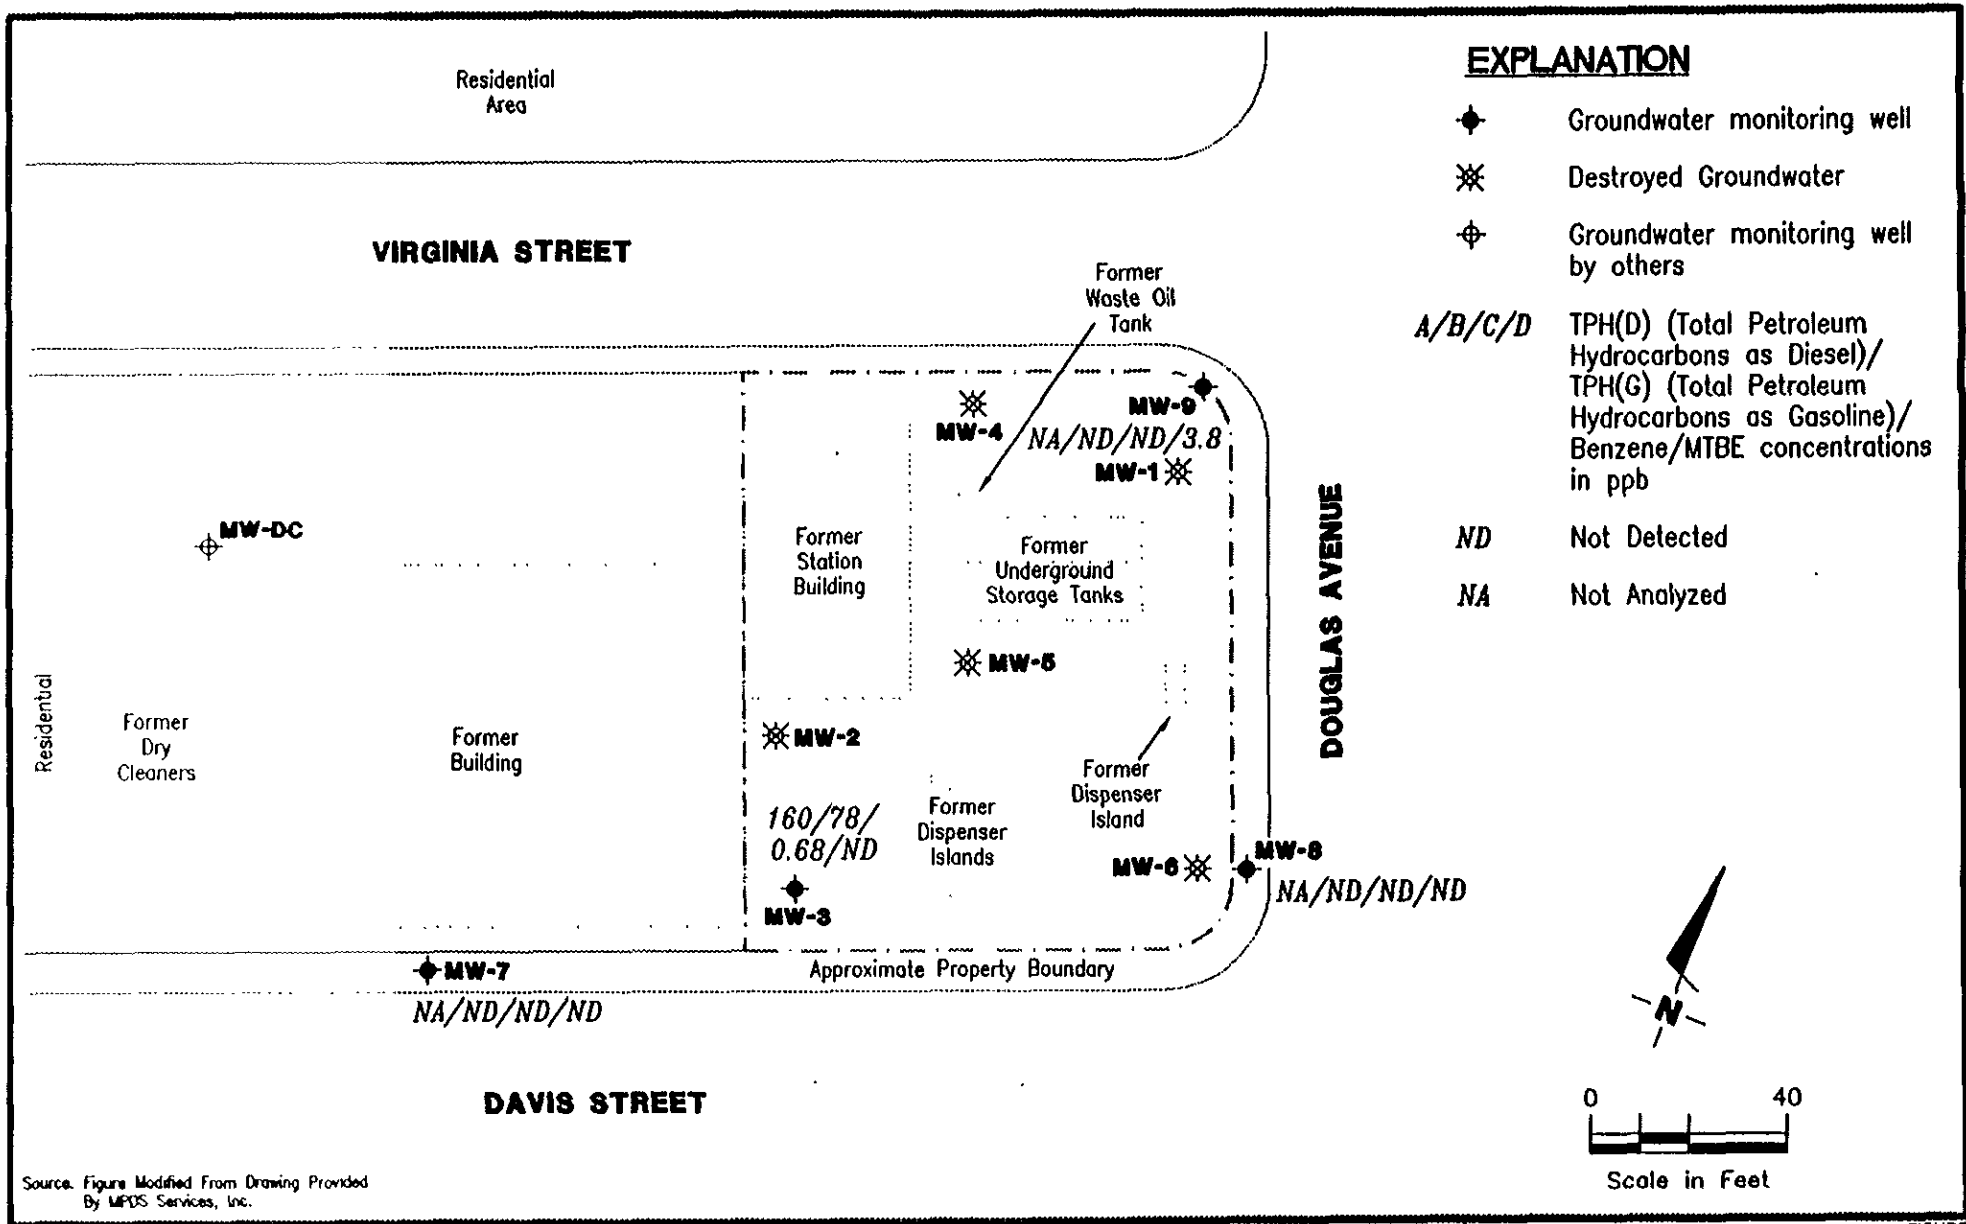 Residential
Area
VIRGINIA STREET
Former
Waste Oil
Tank
MW-9
NA/ND/ND/3.8
MW-4
MW-1
MW-DC
Former
Station
Building
Former
Underground
Storage Tanks
MW-5
MW-2
Residential
Former
Dry
Cleaners
Former
Building
160/78/
0.68/ND
MW-3
Former
Dispenser
Islands
Former
Dispenser
Island
MW-6
MW-8
NA/ND/ND/ND
DOUGLAS AVENUE
Approximate Property Boundary
MW-7
NA/ND/ND/ND
DAVIS STREET
Source. Figure Modified From Drawing Provided
By MPDS Services, Inc.
EXPLANATION
Groundwater monitoring well
Destroyed Groundwater
Groundwater monitoring well
by others
A/B/C/D TPH(D) (Total Petroleum
Hydrocarbons as Diesel)/
TPH(G) (Total Petroleum
Hydrocarbons as Gasoline)/
Benzene/MTBE concentrations
in ppb
ND Not Detected
NA Not Analyzed
N
0 40
Scale in Feet